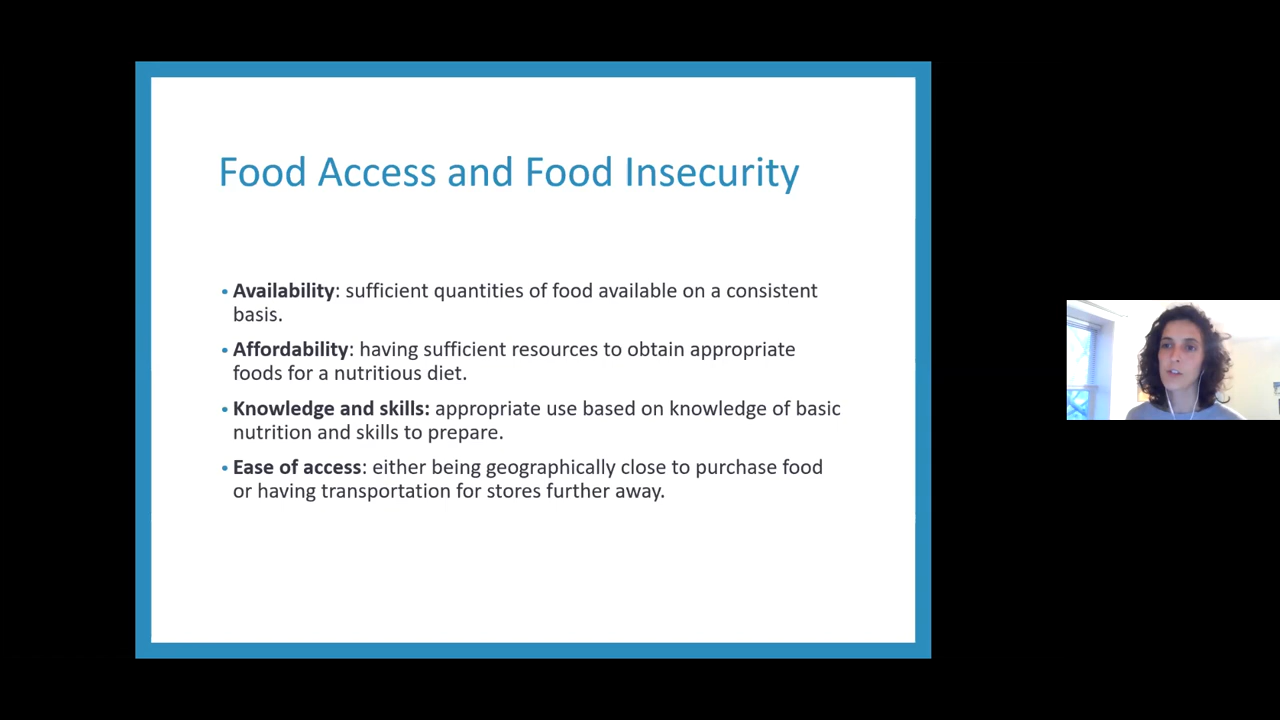 Food Access and Food Insecurity
• Availability: sufficient quantities of food available on a consistent
basis.
• Affordability: having sufficient resources to obtain appropriate
foods for a nutritious diet.
• Knowledge and skills: appropriate use based on knowledge of basic
nutrition and skills to prepare.
• Ease of access: either being geographically close to purchase food
or having transportation for stores further away.